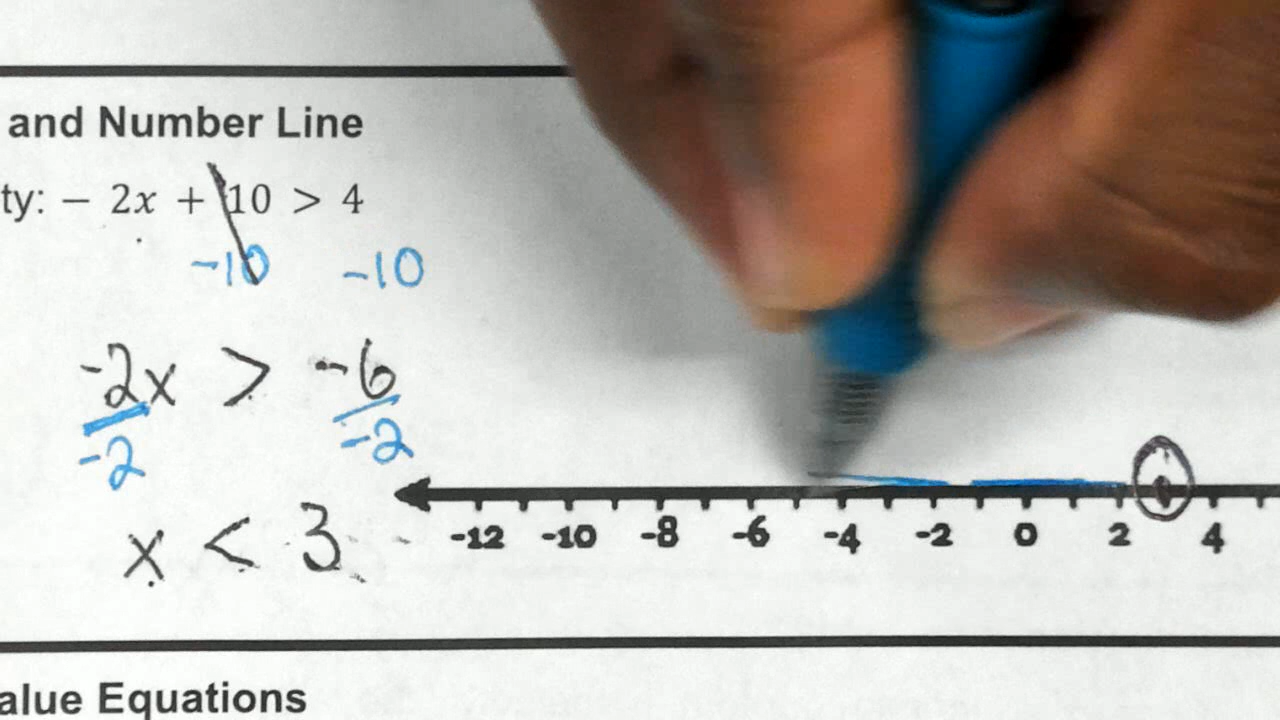 and Number Line
ty: − 2x + 10 > 4
-10 -10
-2x > -6
-2 -2
x < 3
-12 -10 -8 -6 -4 -2 0 2 4
alue Equations